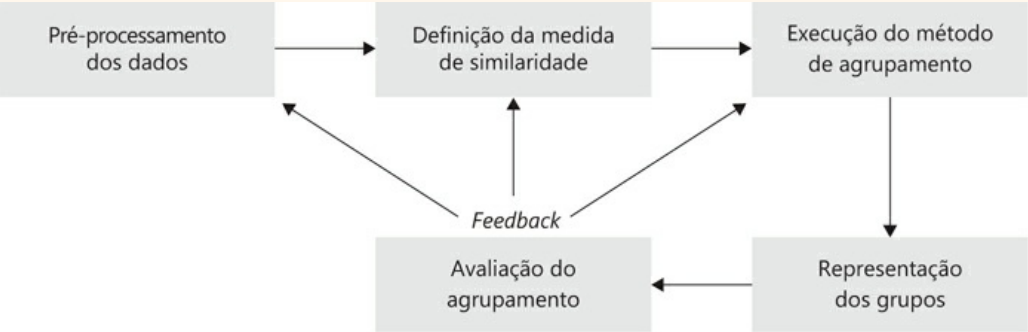 Pré-processamento
dos dados
Definição da medida
de similaridade
Execução do método
de agrupamento
Feedback
Avaliação do
agrupamento
Representação
dos grupos